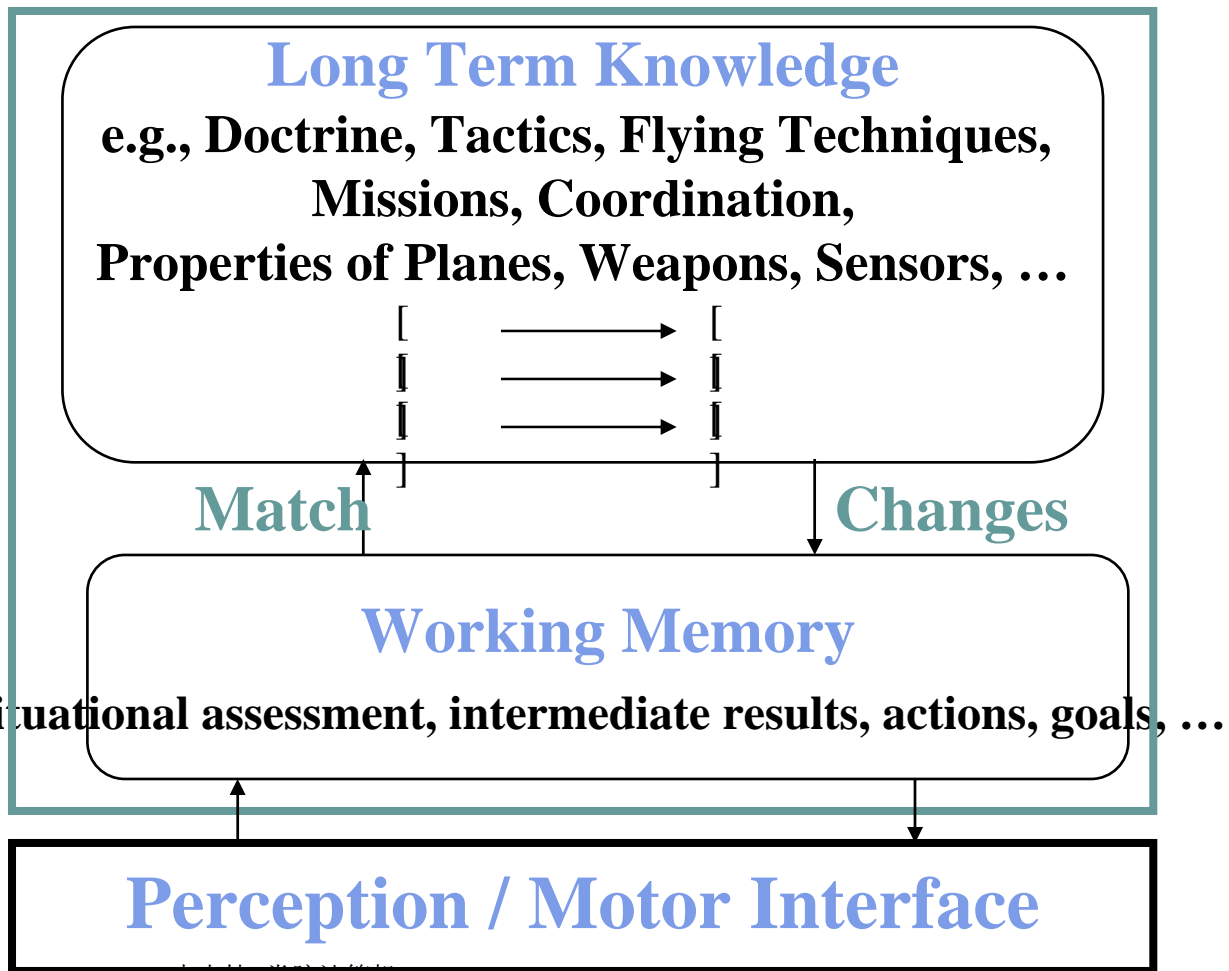 Long Term Knowledge
e.g., Doctrine, Tactics, Flying Techniques,
Missions, Coordination,
Properties of Planes, Weapons, Sensors, …
[ [
] ]
[ [
] ]
[ [
] ]
Match Changes
Working Memory
ituational assessment, intermediate results, actions, goals, …
Perception / Motor Interface